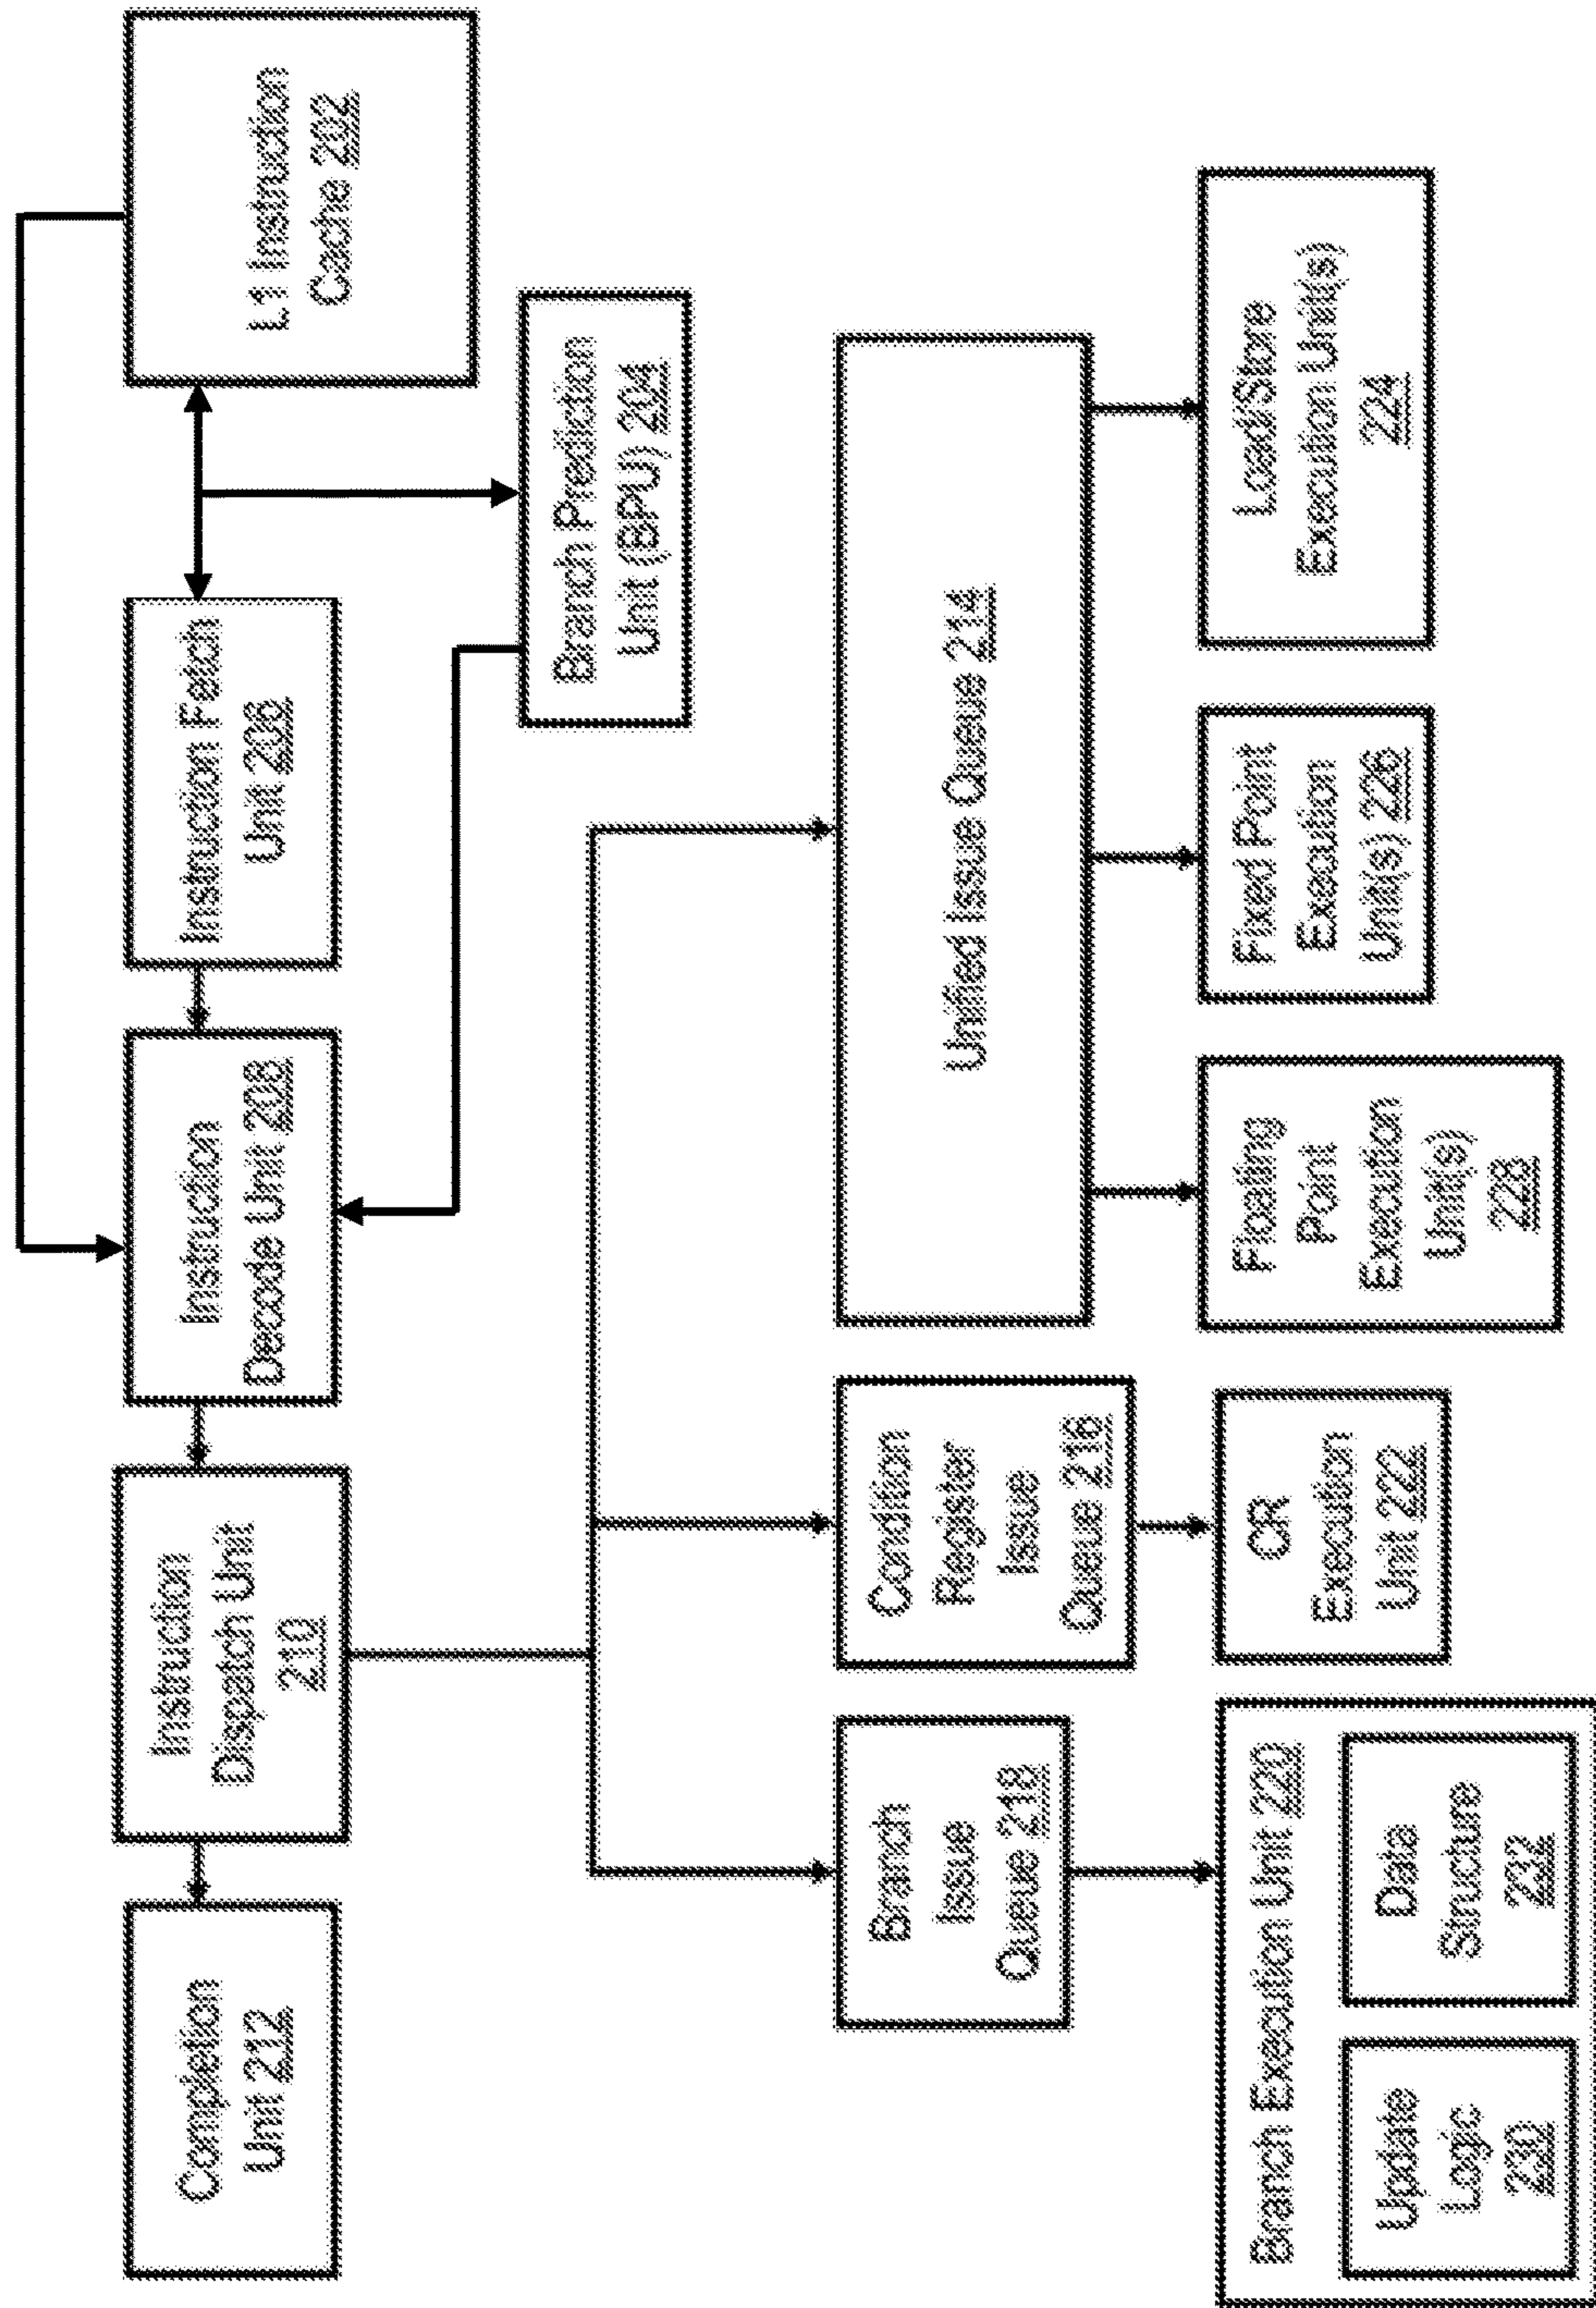 Completion
Unit 212
Instruction
Dispatch Unit
210
Instruction
Decode Unit 208
Instruction Fetch
Unit 206
L1 Instruction
Cache 202
Branch Prediction
Unit (BPU) 204
Branch
Issue
Queue 218
Condition
Register
Issue
Queue 216
Unified Issue Queue 214
Branch Execution Unit 220
Update
Logic
230
Data
Structure
232
CR
Execution
Unit 222
Floating
Point
Execution
Unit(s)
228
Fixed Point
Execution
Unit(s) 226
Load/Store
Execution Unit(s)
224